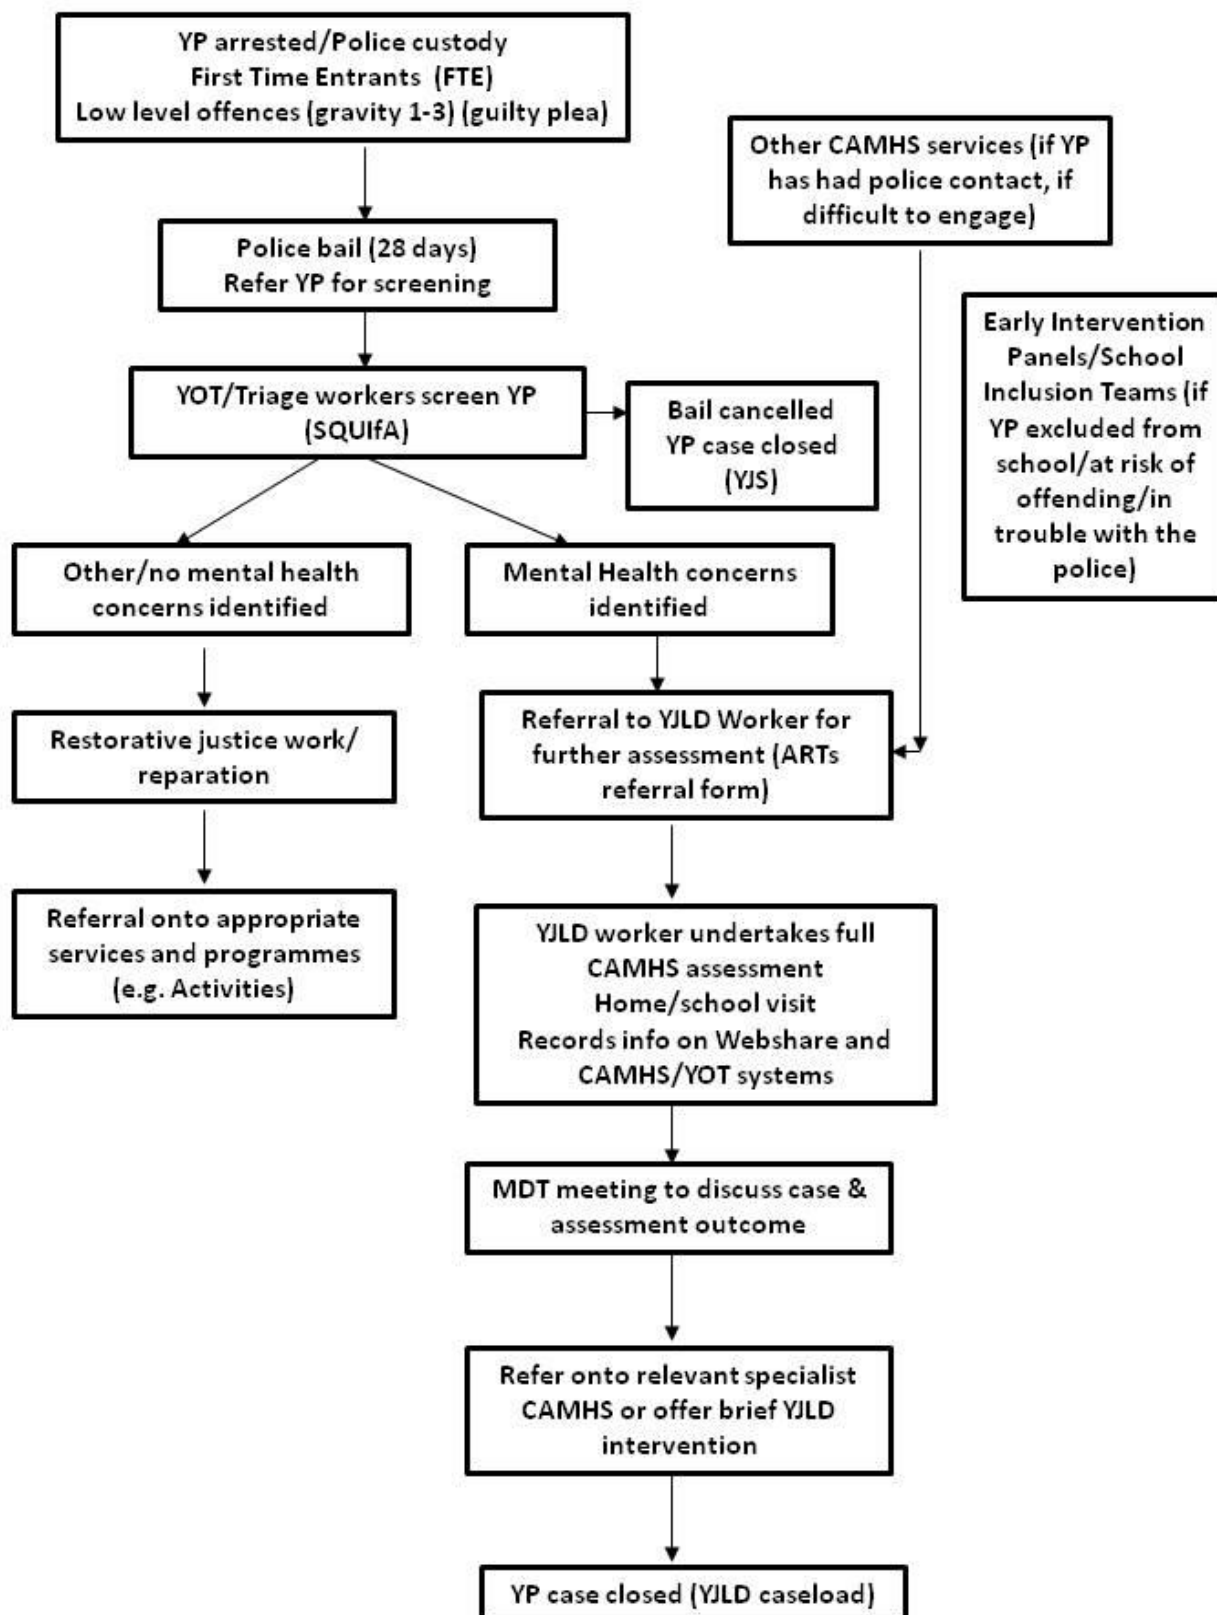 YP arrested/Police custody
First Time Entrants (FTE)
Low level offences (gravity 1-3) (guilty plea)
Other CAMHS services (if YP
has had police contact, if
difficult to engage)
Police bail (28 days)
Refer YP for screening
Early Intervention
Panels/School
Inclusion Teams (if
YP excluded from
school/at risk of
offending/in
trouble with the
police)
YOT/Triage workers screen YP
(SQUIfA)
Bail cancelled
YP case closed
(YJS)
Other/no mental health
concerns identified
Mental Health concerns
identified
Restorative justice work/
reparation
Referral to YJLD Worker for
further assessment (ARTs
referral form)
Referral onto appropriate
services and programmes
(e.g. Activities)
YJLD worker undertakes full
CAMHS assessment
Home/school visit
Records info on Webshare and
CAMHS/YOT systems
MDT meeting to discuss case &
assessment outcome
Refer onto relevant specialist
CAMHS or offer brief YJLD
intervention
YP case closed (YJLD caseload)